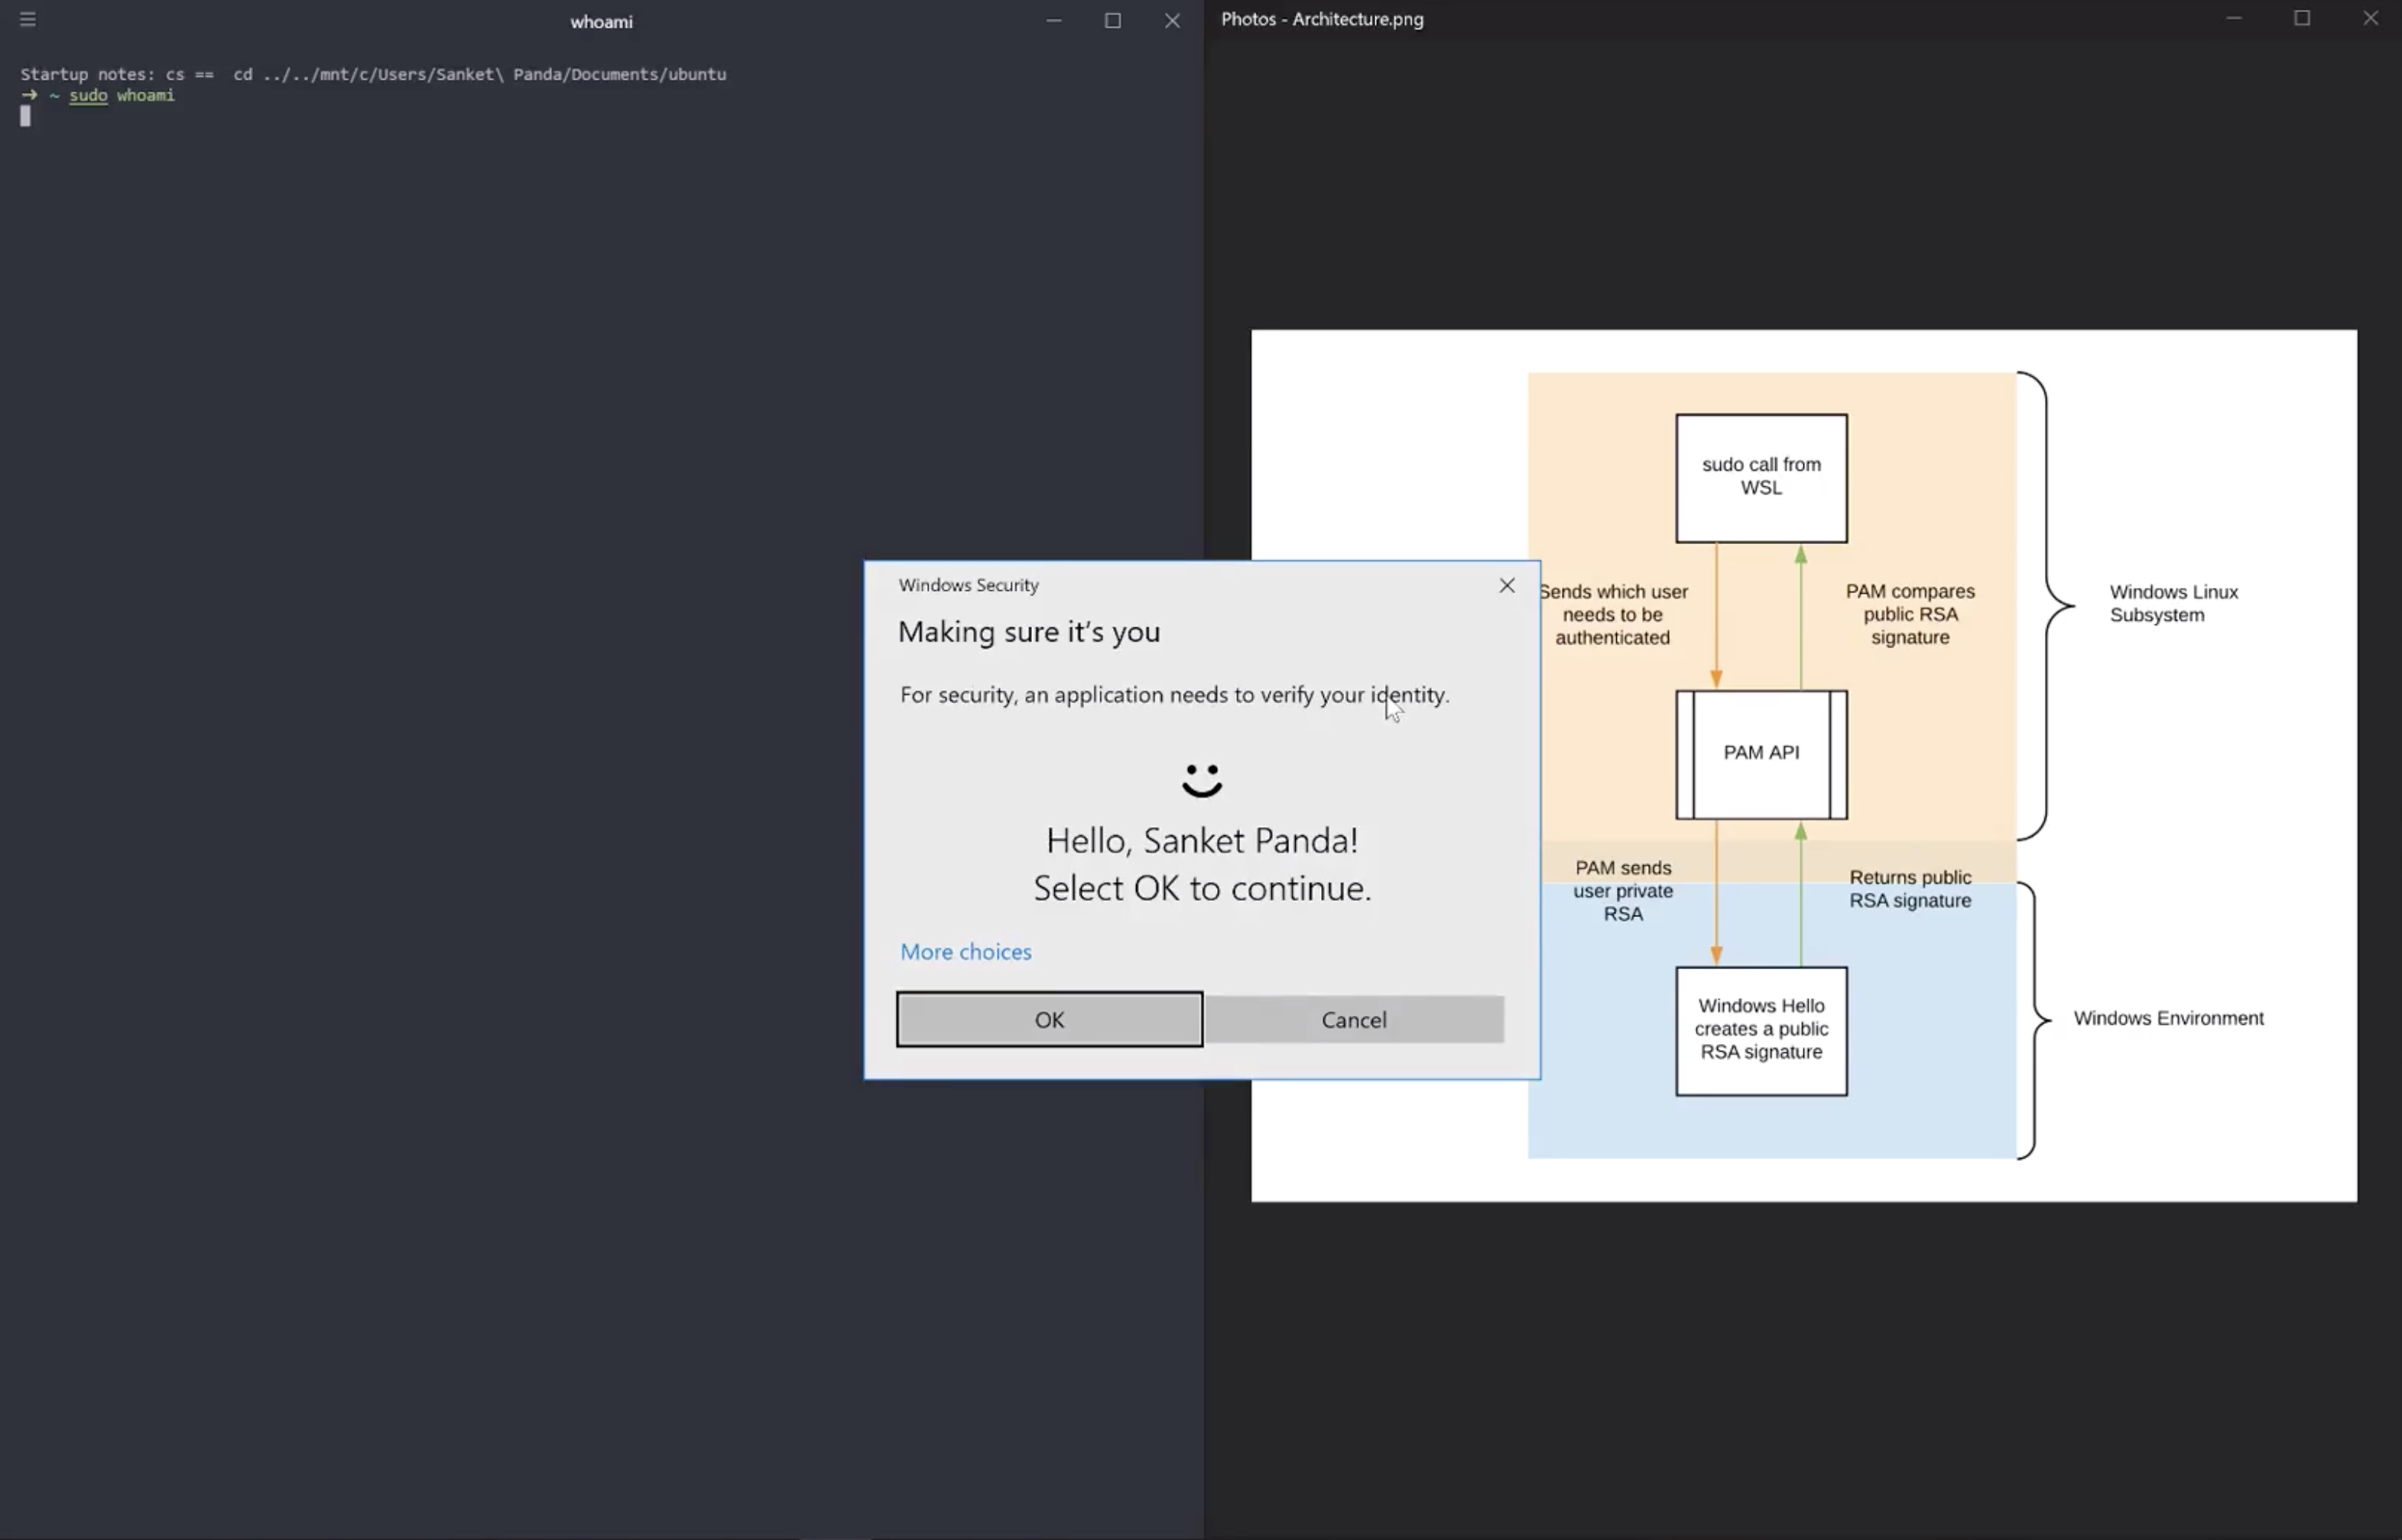 whoami
Startup notes: cs ==  cd ../../mnt/c/Users/Sanket\ Panda/Documents/ubuntu
→ ~ sudo whoami
Photos - Architecture.png
Windows Security
Making sure it's you
For security, an application needs to verify your identity.
Hello, Sanket Panda!
Select OK to continue.
More choices
OK
Cancel
sudo call from
WSL
Sends which user
needs to be
authenticated
PAM compares
public RSA
signature
Windows Linux
Subsystem
PAM API
PAM sends
user private
RSA
Returns public
RSA signature
Windows Hello
creates a public
RSA signature
Windows Environment